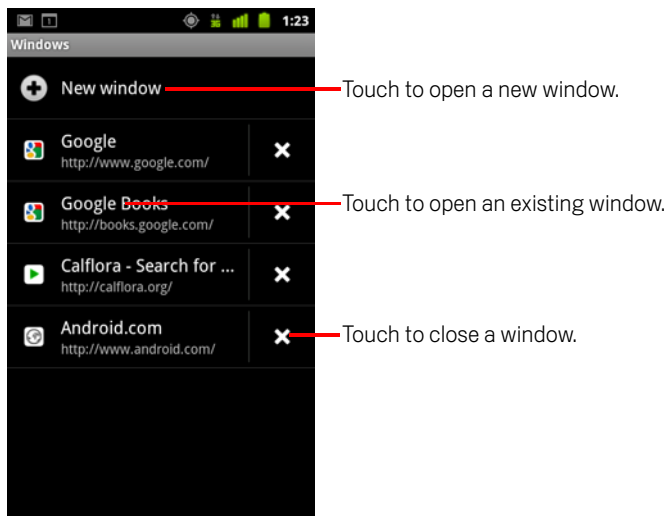 1 3G 1:23
Windows
New window
Touch to open a new window.
Google
http://www.google.com/
Google Books
http://books.google.com/
Touch to open an existing window.
Calflora - Search for ...
http://calflora.org/
Android.com
http://www.android.com/
Touch to close a window.